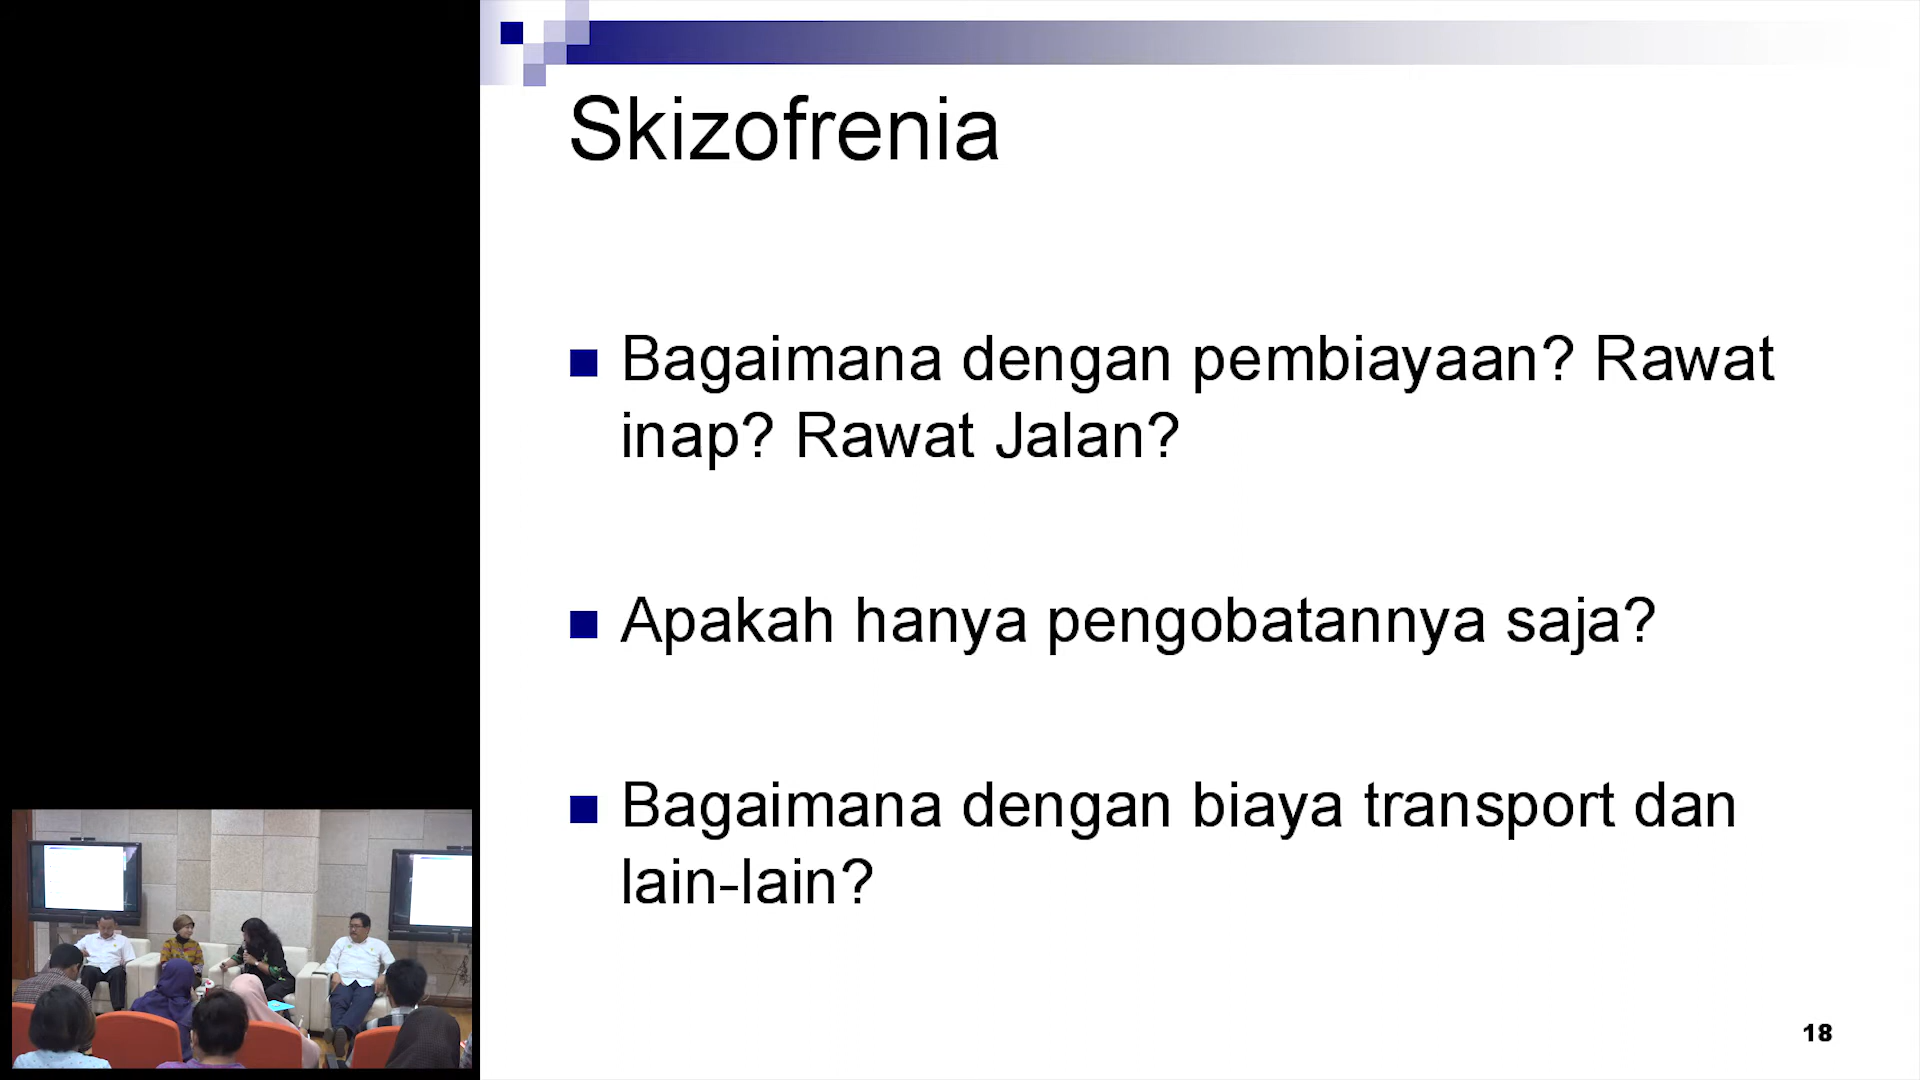 Skizofrenia
Bagaimana dengan pembiayaan? Rawat
inap? Rawat Jalan?
Apakah hanya pengobatannya saja?
Bagaimana dengan biaya transport dan
lain-lain?
18